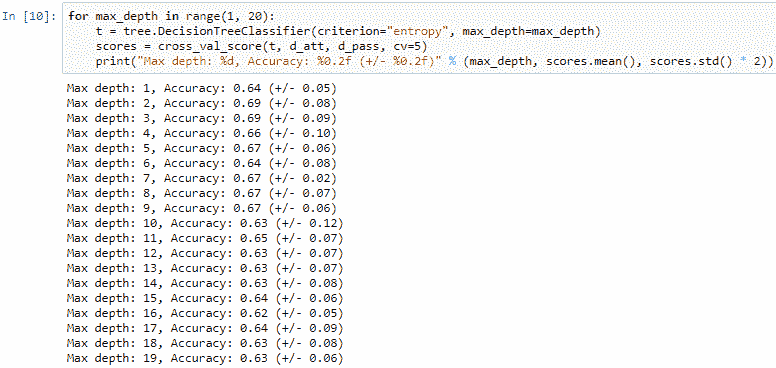 In [10]: for max_depth in range(1, 20):
t = tree.DecisionTreeClassifier(criterion="entropy", max_depth=max_depth)
scores = cross_val_score(t, d_att, d_pass, cv=5)
print("Max depth: %d, Accuracy: %0.2f (+/- %0.2f)" % (max_depth, scores.mean(), scores.std() * 2))
Max depth: 1, Accuracy: 0.64 (+/- 0.05)
Max depth: 2, Accuracy: 0.69 (+/- 0.08)
Max depth: 3, Accuracy: 0.69 (+/- 0.09)
Max depth: 4, Accuracy: 0.66 (+/- 0.10)
Max depth: 5, Accuracy: 0.67 (+/- 0.06)
Max depth: 6, Accuracy: 0.64 (+/- 0.08)
Max depth: 7, Accuracy: 0.67 (+/- 0.02)
Max depth: 8, Accuracy: 0.67 (+/- 0.07)
Max depth: 9, Accuracy: 0.67 (+/- 0.06)
Max depth: 10, Accuracy: 0.63 (+/- 0.12)
Max depth: 11, Accuracy: 0.65 (+/- 0.07)
Max depth: 12, Accuracy: 0.63 (+/- 0.07)
Max depth: 13, Accuracy: 0.63 (+/- 0.07)
Max depth: 14, Accuracy: 0.63 (+/- 0.08)
Max depth: 15, Accuracy: 0.64 (+/- 0.06)
Max depth: 16, Accuracy: 0.62 (+/- 0.05)
Max depth: 17, Accuracy: 0.64 (+/- 0.09)
Max depth: 18, Accuracy: 0.63 (+/- 0.08)
Max depth: 19, Accuracy: 0.63 (+/- 0.06)